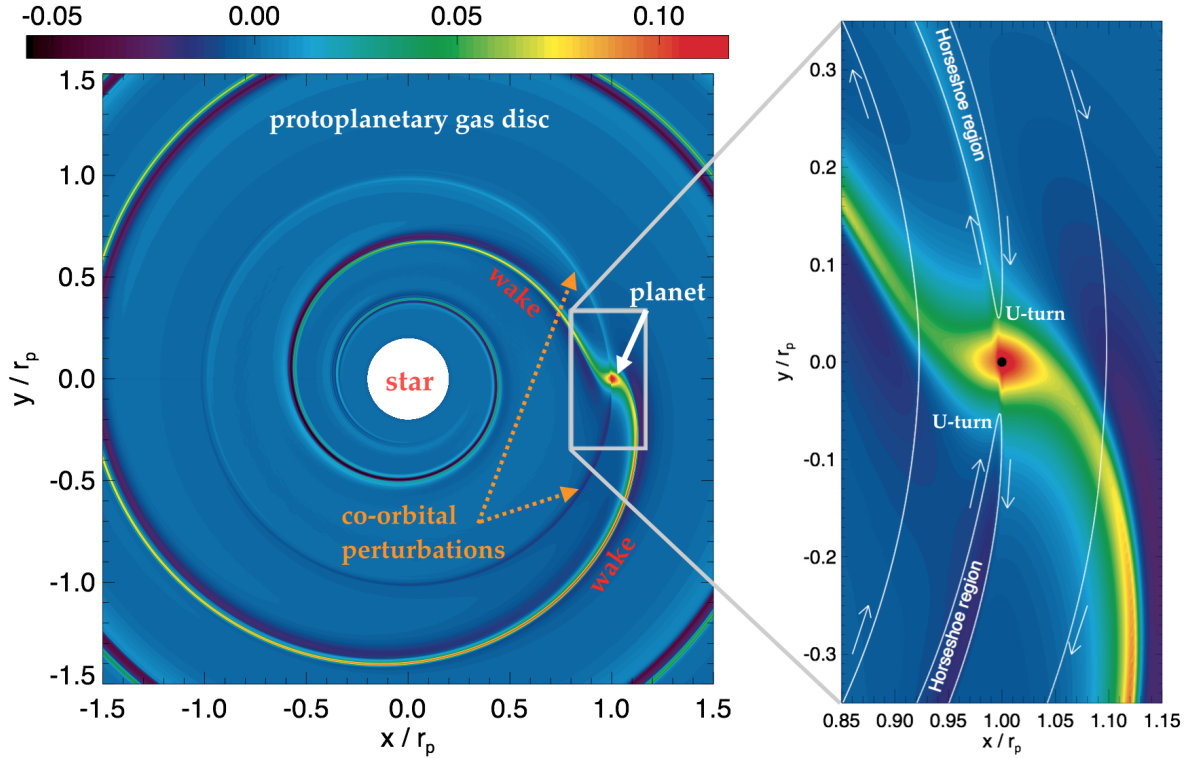 -0.05 0.00 0.05 0.10
protoplanetary gas disc
wake
planet
star
co-orbital
perturbations
wake
1.5
1.0
0.5
0.0
-0.5
-1.0
-1.5
y / r_p
-1.5 -1.0 -0.5 0.0 0.5 1.0 1.5
x / r_p
Horseshoe region
U-turn
U-turn
Horseshoe region
0.3
0.2
0.1
0.0
-0.1
-0.2
-0.3
y / r_p
0.85 0.90 0.95 1.00 1.05 1.10 1.15
x / r_p